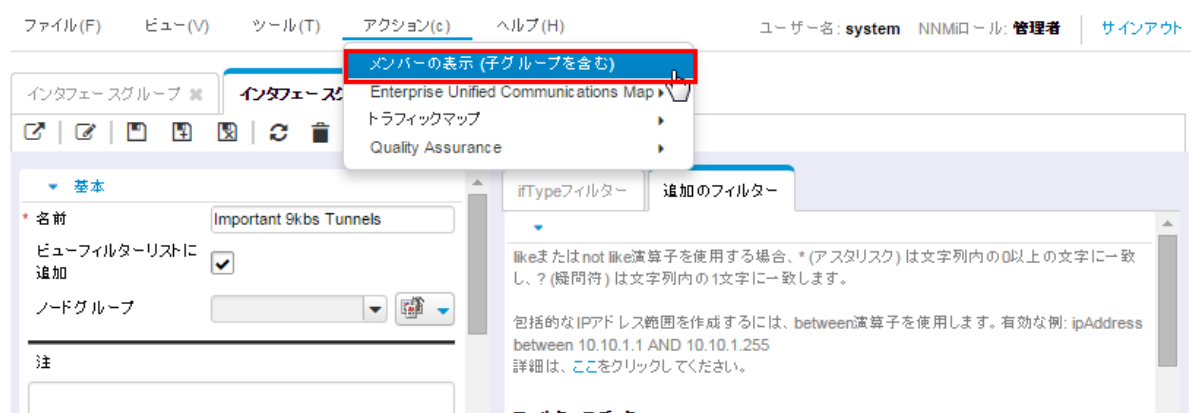 ファイル(F) ビュー(V) ツール(T) アクション(c) ヘルプ(H) ユーザー名: system NNMiロール: 管理者 サインアウト
メンバーの表示 (子グループを含む)
インタフェースグループ インタフェース
Enterprise Unified Communications Map
トラフィックマップ
Quality Assurance
基本
* 名前 Important 9kbs Tunnels
ビューフィルターリストに
追加
ノードグループ
注
ifTypeフィルター 追加のフィルター
likeまたはnot like演算子を使用する場合、* (アスタリスク) は文字列内の0以上の文字に一致
し、? (疑問符) は文字列内の1文字に一致します。
包括的なIPアドレス範囲を作成するには、between演算子を使用します。有効な例: ipAddress
between 10.10.1.1 AND 10.10.1.255
詳細は、ここをクリックしてください。